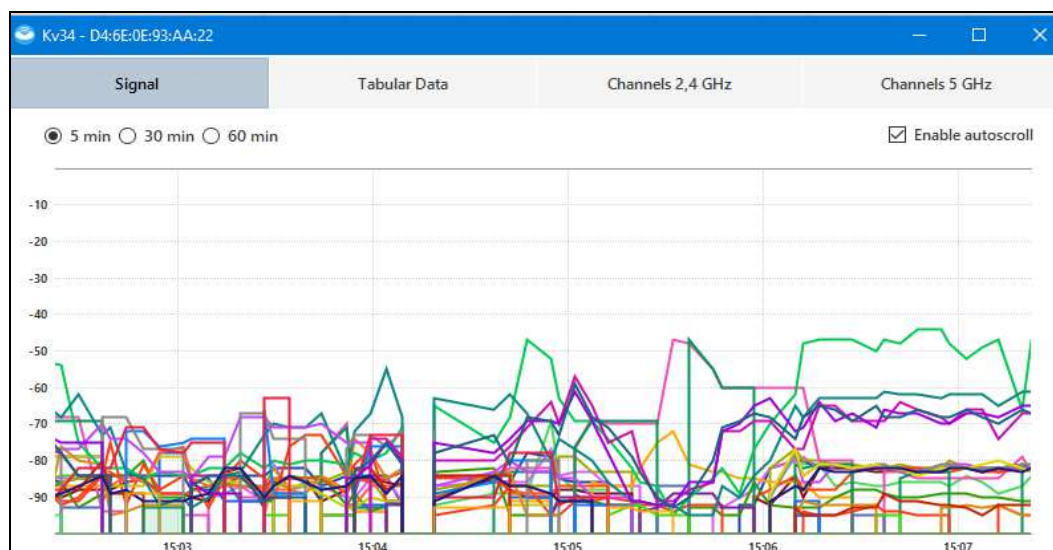 Kv34 - D4:6E:0E:93:AA:22
Signal Tabular Data Channels 2,4 GHz Channels 5 GHz
5 min 30 min 60 min Enable autoscroll
-10
-20
-30
-40
-50
-60
-70
-80
-90
15:03 15:04 15:05 15:06 15:07